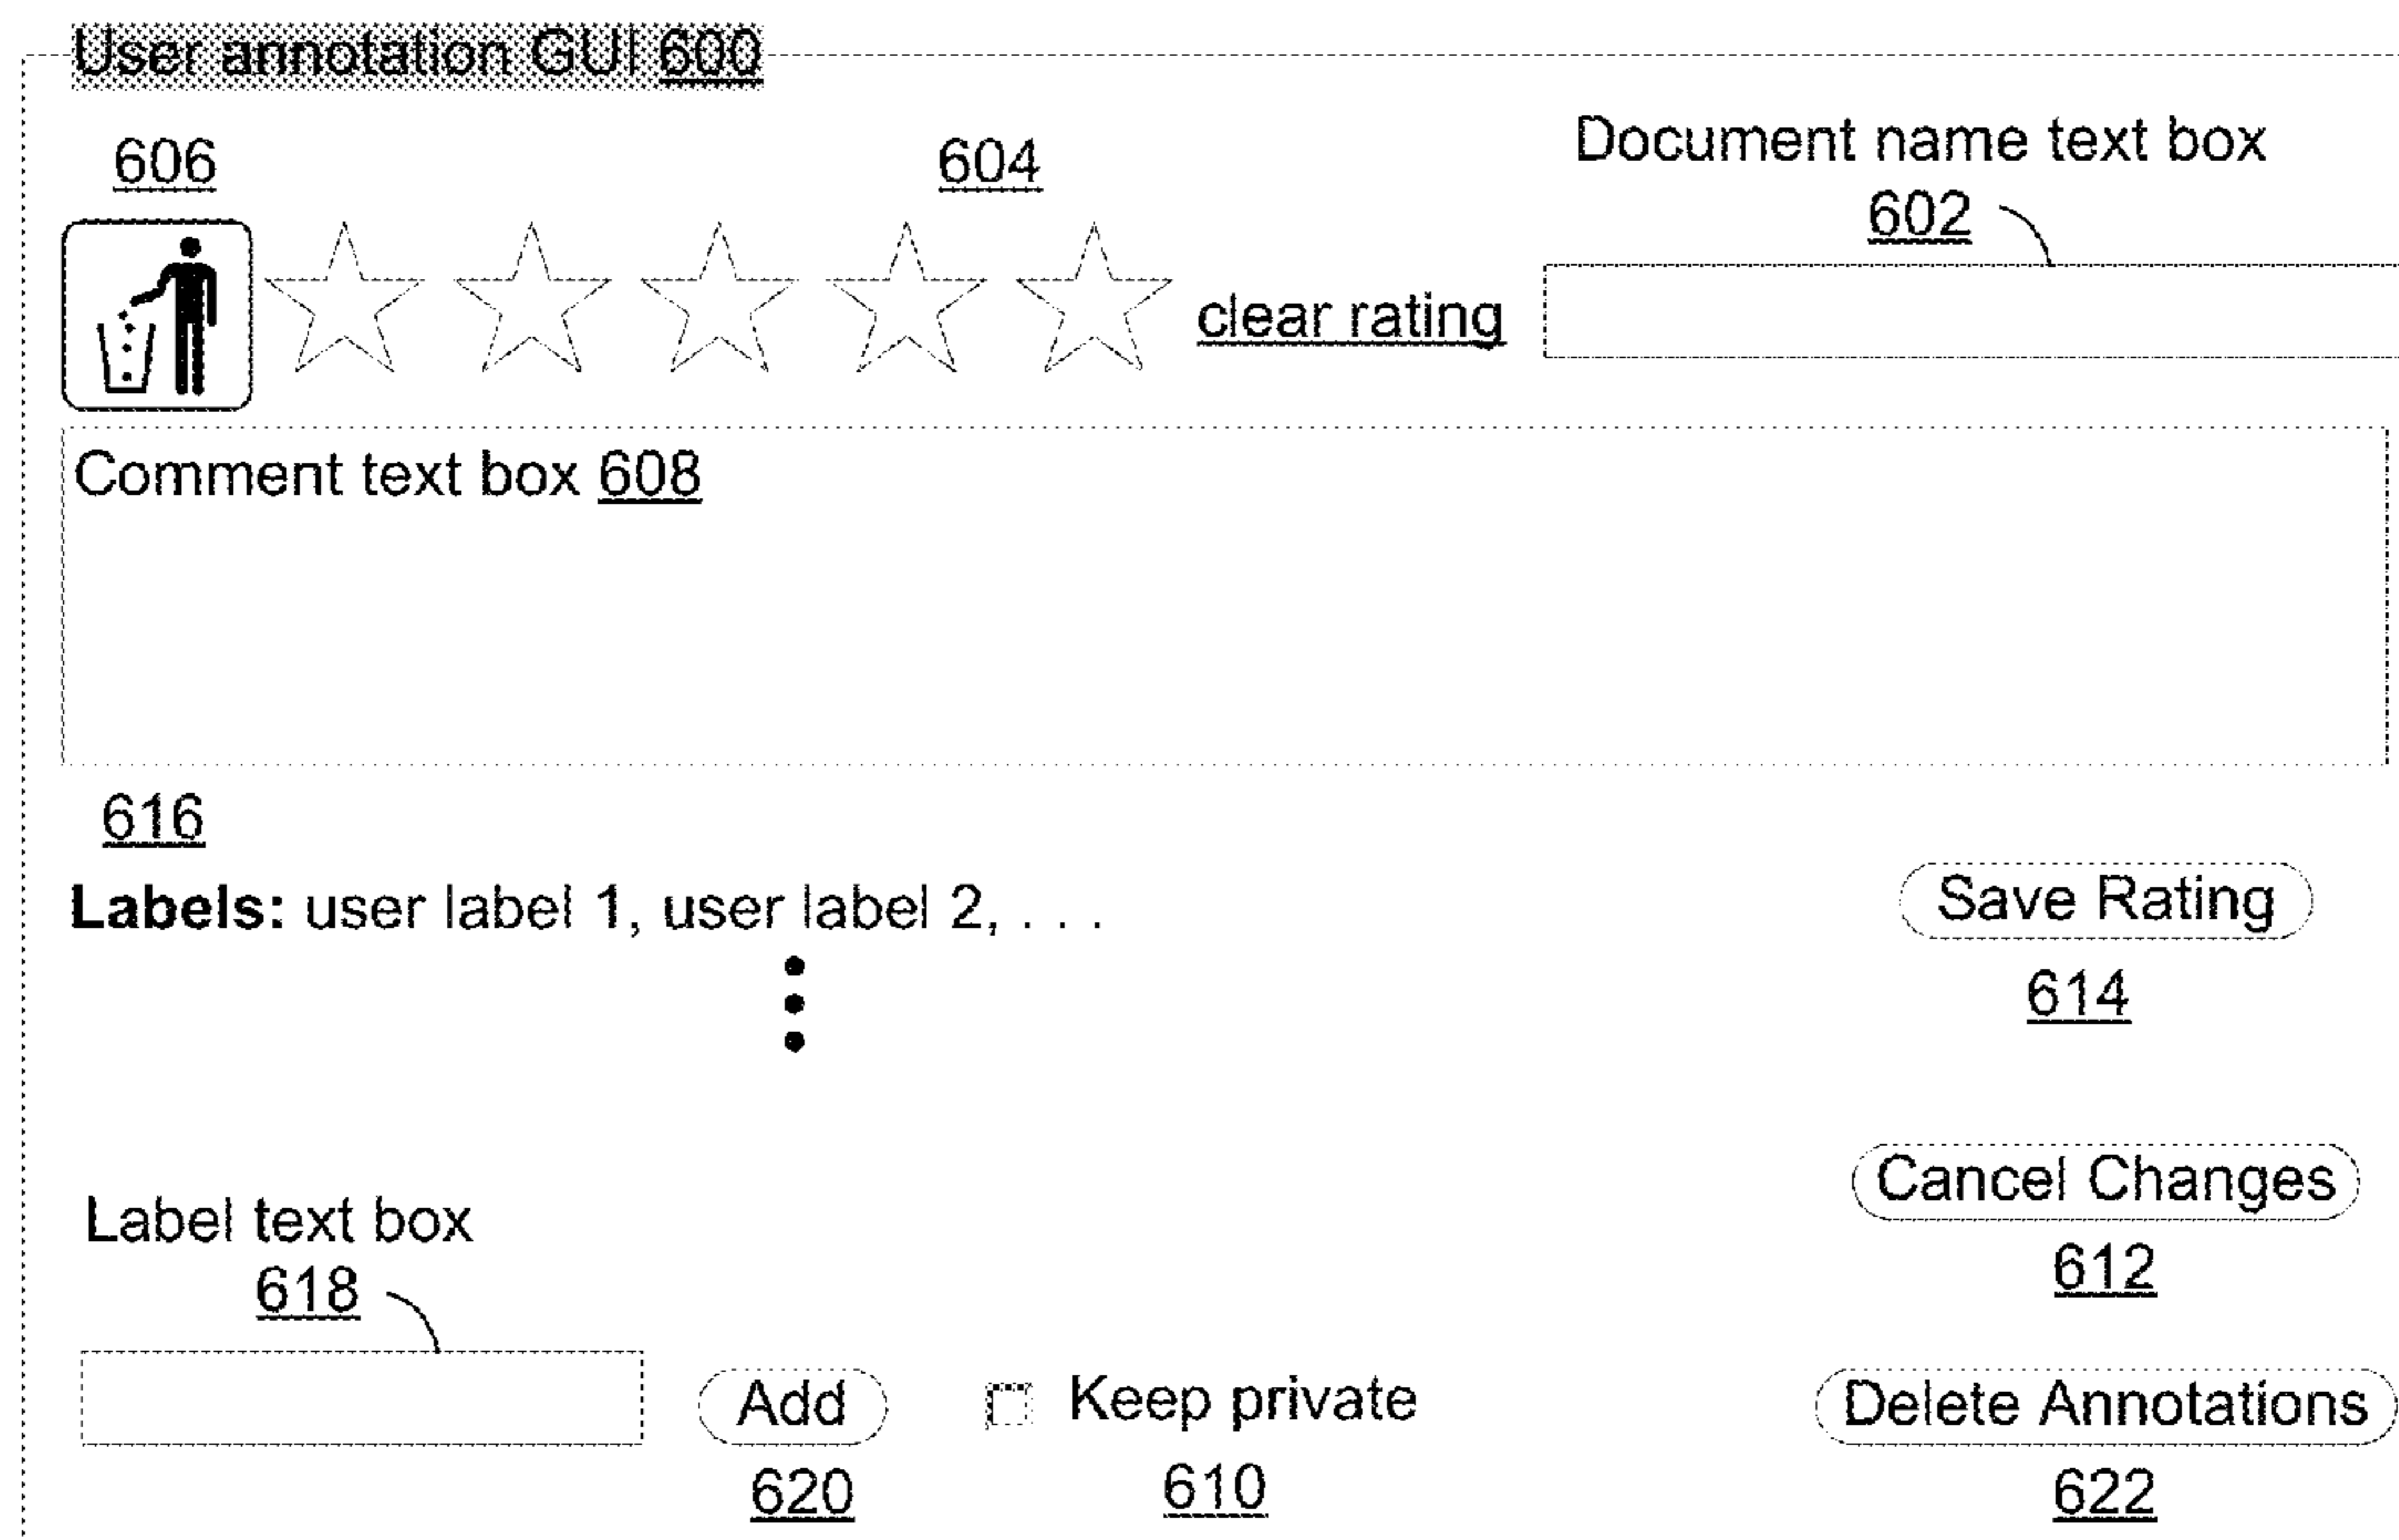 User annotation GUI 600
606
604
Document name text box
602
clear rating
Comment text box 608
616
Labels: user label 1, user label 2, . . .
Save Rating
614
Cancel Changes
612
Label text box
618
Add
Keep private
Delete Annotations
620
610
622